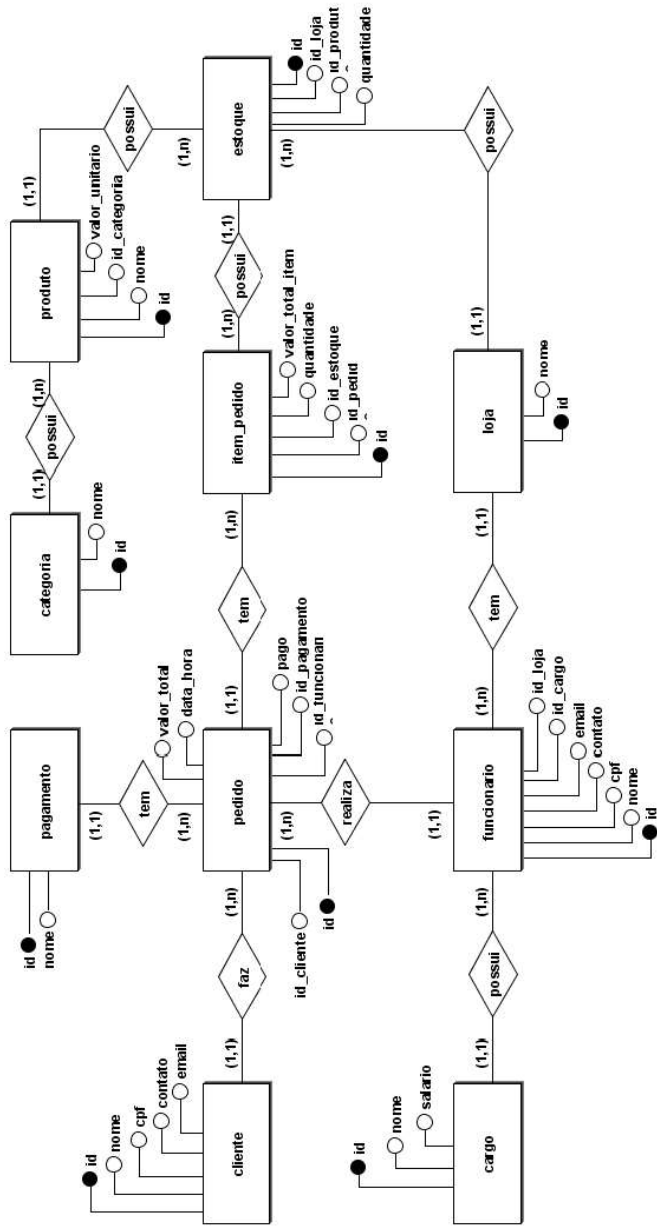 id
nome
pagamento
(1,1)
tem
(1,n)
categoria
nome
id
(1,1)
possui
(1,n)
produto
valor_unitario
id_categoria
nome
id
(1,1)
possui
(1,n)
id
nome
cpf
contato
email
cliente
(1,1)
faz
(1,n)
valor_total
data_hora
pedido
id_cliente
id
pago
id_pagamento
id_funcionari
(1,1)
tem
(1,n)
item_pedido
valor_total_item
quantidade
id_estoque
id_pedid
id
(1,n)
possui
(1,1)
estoque
id
id_loja
id_produt
quantidade
(1,n)
realiza
(1,1)
(1,n)
possui
(1,1)
id
nome
salario
cargo
(1,1)
possui
(1,n)
funcionario
id_loja
id_cargo
email
contato
cpf
nome
id
(1,n)
tem
(1,1)
loja
nome
id